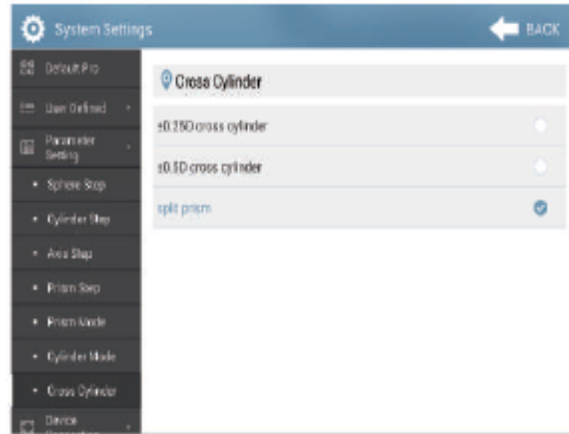 System Settings
BACK
Default Pro
User Defined
Parameter
Setting
Sphere Step
Cylinder Step
Axis Step
Prism Step
Prism Mode
Cylinder Mode
Cross Cylinder
Device
Cross Cylinder
±0.25D cross cylinder
±0.5D cross cylinder
split prism